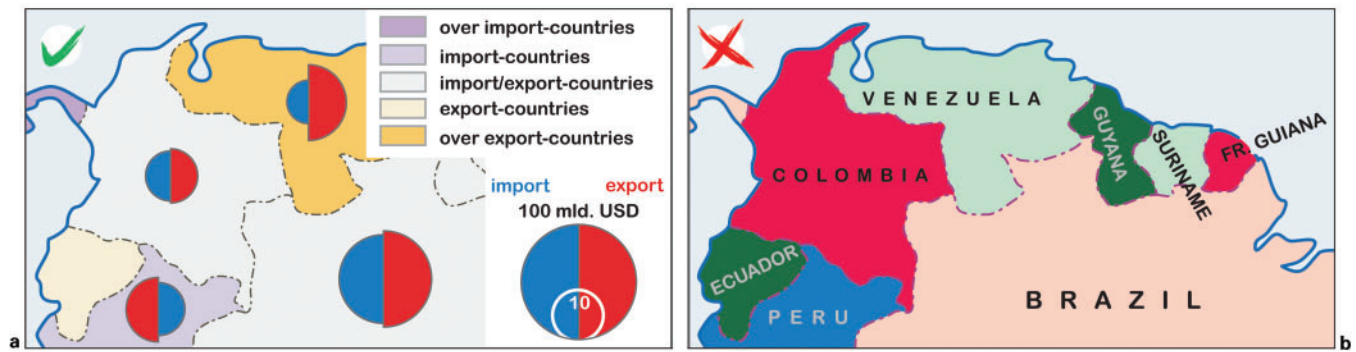 over import-countries
import-countries
import/export-countries
export-countries
over export-countries
import export
100 mld. USD
10
a
VENEZUELA
GUYANA
SURINAME
FR. GUIANA
COLOMBIA
ECUADOR
PERU
BRAZIL
b